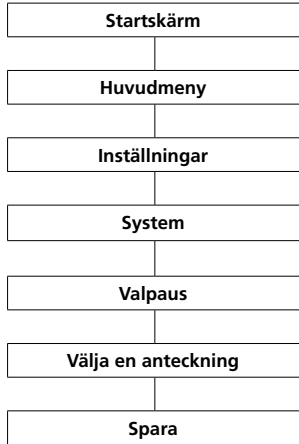 Startskärm
Huvudmeny
Inställningar
System
Valpaus
Välja en anteckning
Spara